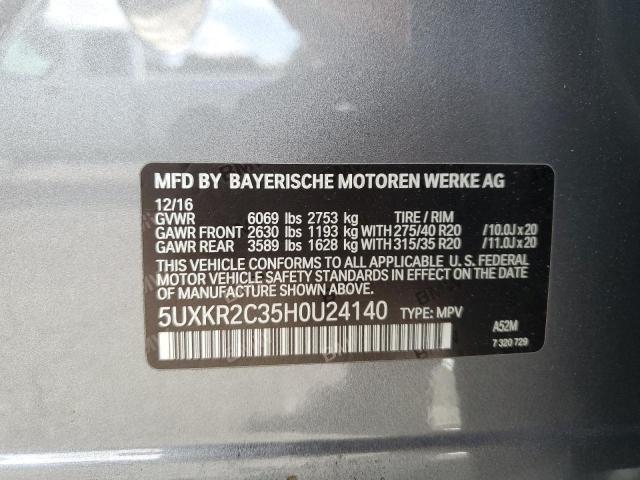 MFD BY BAYERISCHE MOTOREN WERKE AG
12/16
GVWR 6069 lbs 2753 kg TIRE / RIM
GAWR FRONT 2630 lbs 1193 kg WITH 275/40 R20 /10.0J x 20
GAWR REAR 3589 lbs 1628 kg WITH 315/35 R20 /11.0J x 20
THIS VEHICLE CONFORMS TO ALL APPLICABLE U. S. FEDERAL
MOTOR VEHICLE SAFETY STANDARDS IN EFFECT ON THE DATE
OF MANUFACTURE SHOWN ABOVE.
5UXKR2C35H0U24140 TYPE: MPV
A52M
7 320 729